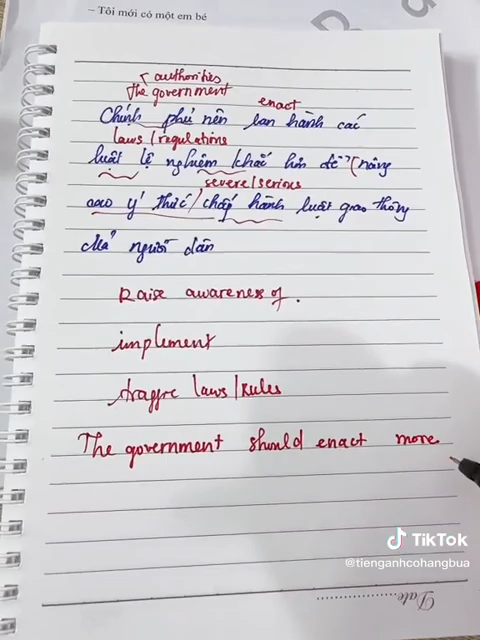 – Tôi mới có một em bé
authorities
The government
enact
Chính phủ nên ban hành các
laws / regulations
luật lệ nghiêm khắc hơn để (nâng
severe / serious
cao ý thức / chấp hành luật giao thông
của người dân
Raise awareness of.
implement
traffic laws / Rules
The government should enact more
TikTok
@tienganhcohangbua
Date